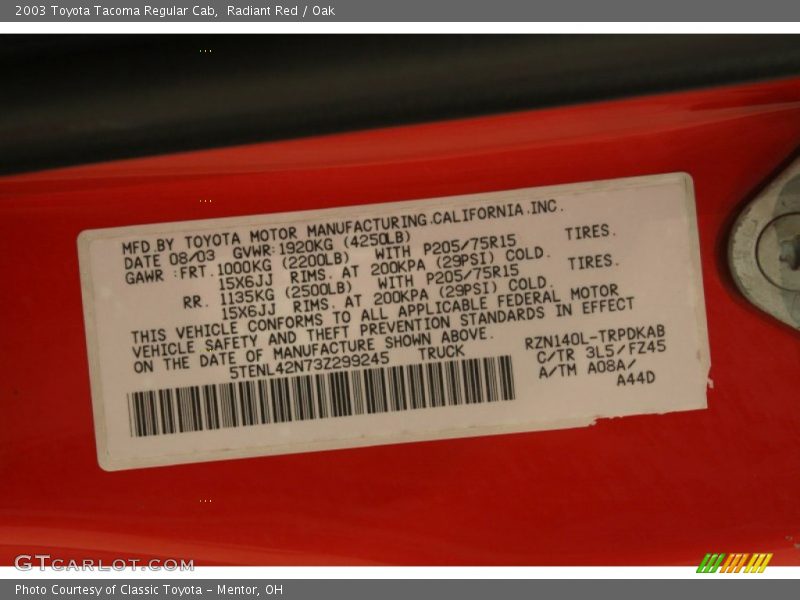 2003 Toyota Tacoma Regular Cab,  Radiant Red / Oak
MFD.BY TOYOTA MOTOR MANUFACTURING.CALIFORNIA.INC.
DATE 08/03 GVWR:1920KG (4250LB)
GAWR :FRT.1000KG (2200LB) WITH P205/75R15 TIRES.
15X6JJ RIMS. AT 200KPA (29PSI) COLD.
RR. 1135KG (2500LB) WITH P205/75R15 TIRES.
15X6JJ RIMS. AT 200KPA (29PSI) COLD.
THIS VEHICLE CONFORMS TO ALL APPLICABLE FEDERAL MOTOR
VEHICLE SAFETY AND THEFT PREVENTION STANDARDS IN EFFECT
ON THE DATE OF MANUFACTURE SHOWN ABOVE.
5TENL42N73Z299245 TRUCK
RZN140L-TRPDKAB
C/TR 3L5/FZ45
A/TM A08A/
A44D
GTcarlot.com
Photo Courtesy of Classic Toyota - Mentor, OH